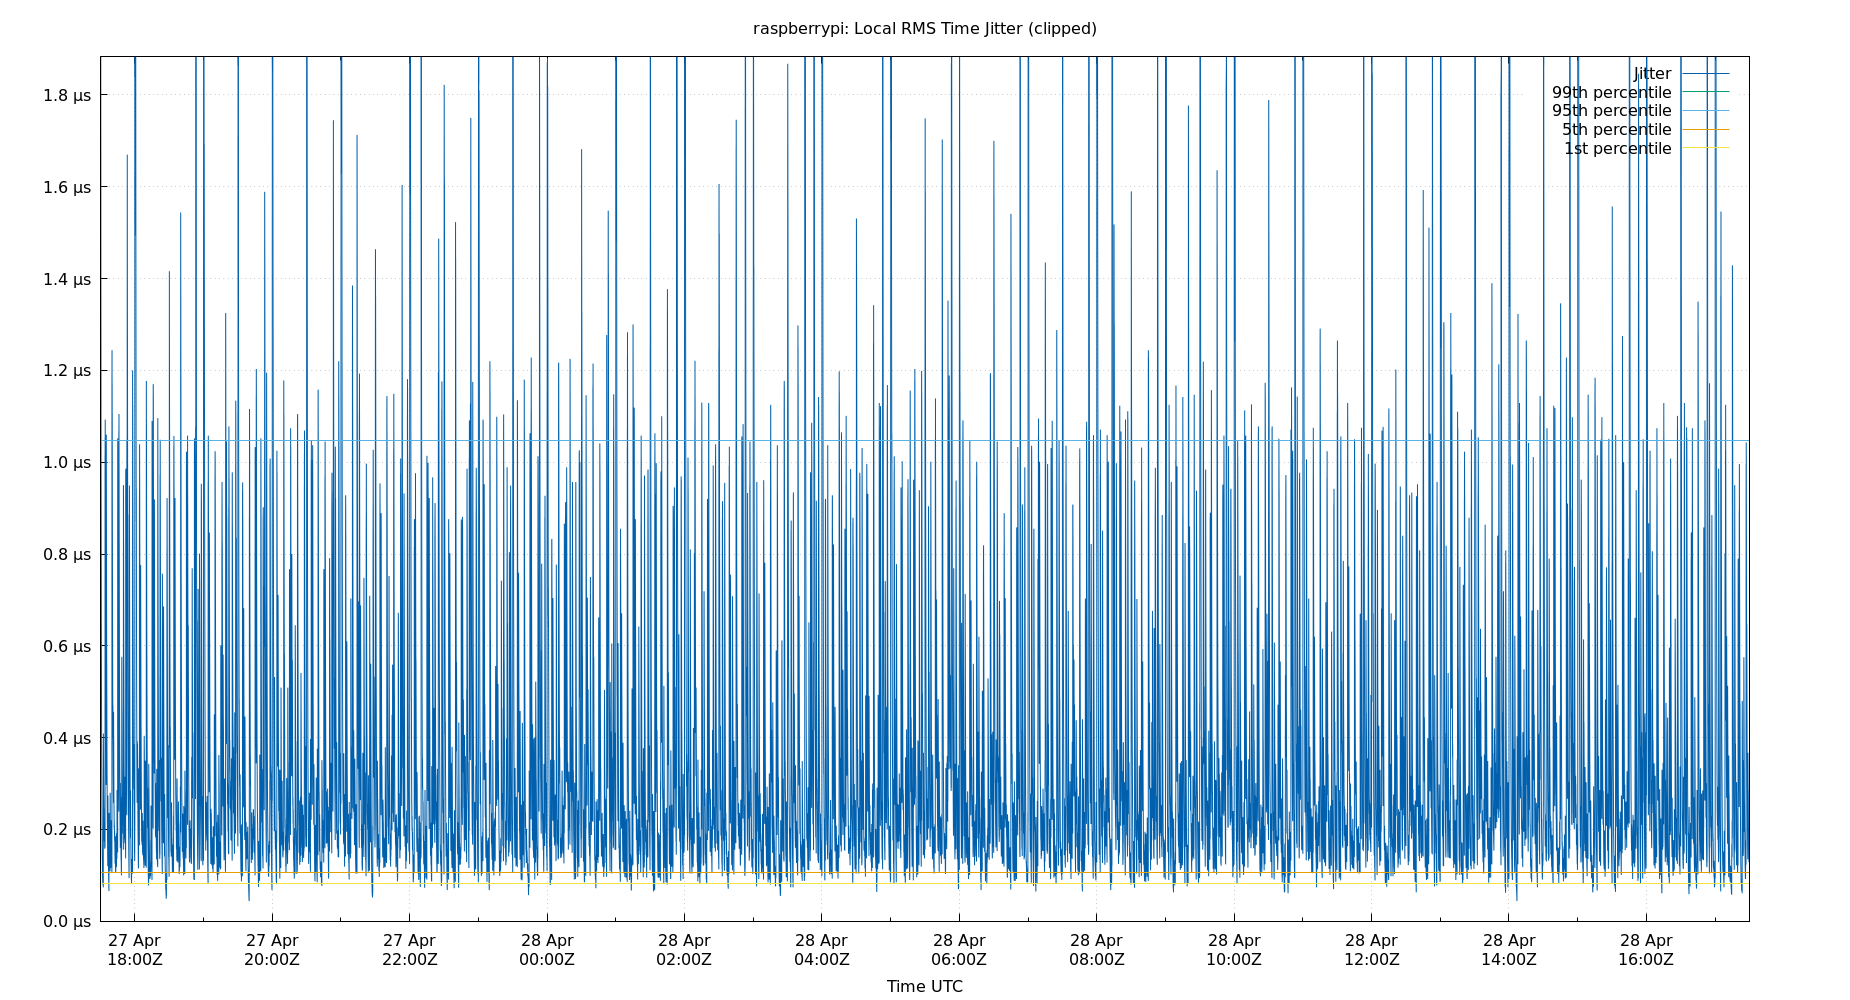 raspberrypi: Local RMS Time Jitter (clipped)
Jitter
99th percentile
95th percentile
5th percentile
1st percentile
1.8 μs
1.6 μs
1.4 μs
1.2 μs
1.0 μs
0.8 μs
0.6 μs
0.4 μs
0.2 μs
0.0 μs
27 Apr 27 Apr 27 Apr 28 Apr 28 Apr 28 Apr 28 Apr 28 Apr 28 Apr 28 Apr 28 Apr 28 Apr
18:00Z 20:00Z 22:00Z 00:00Z 02:00Z 04:00Z 06:00Z 08:00Z 10:00Z 12:00Z 14:00Z 16:00Z
Time UTC